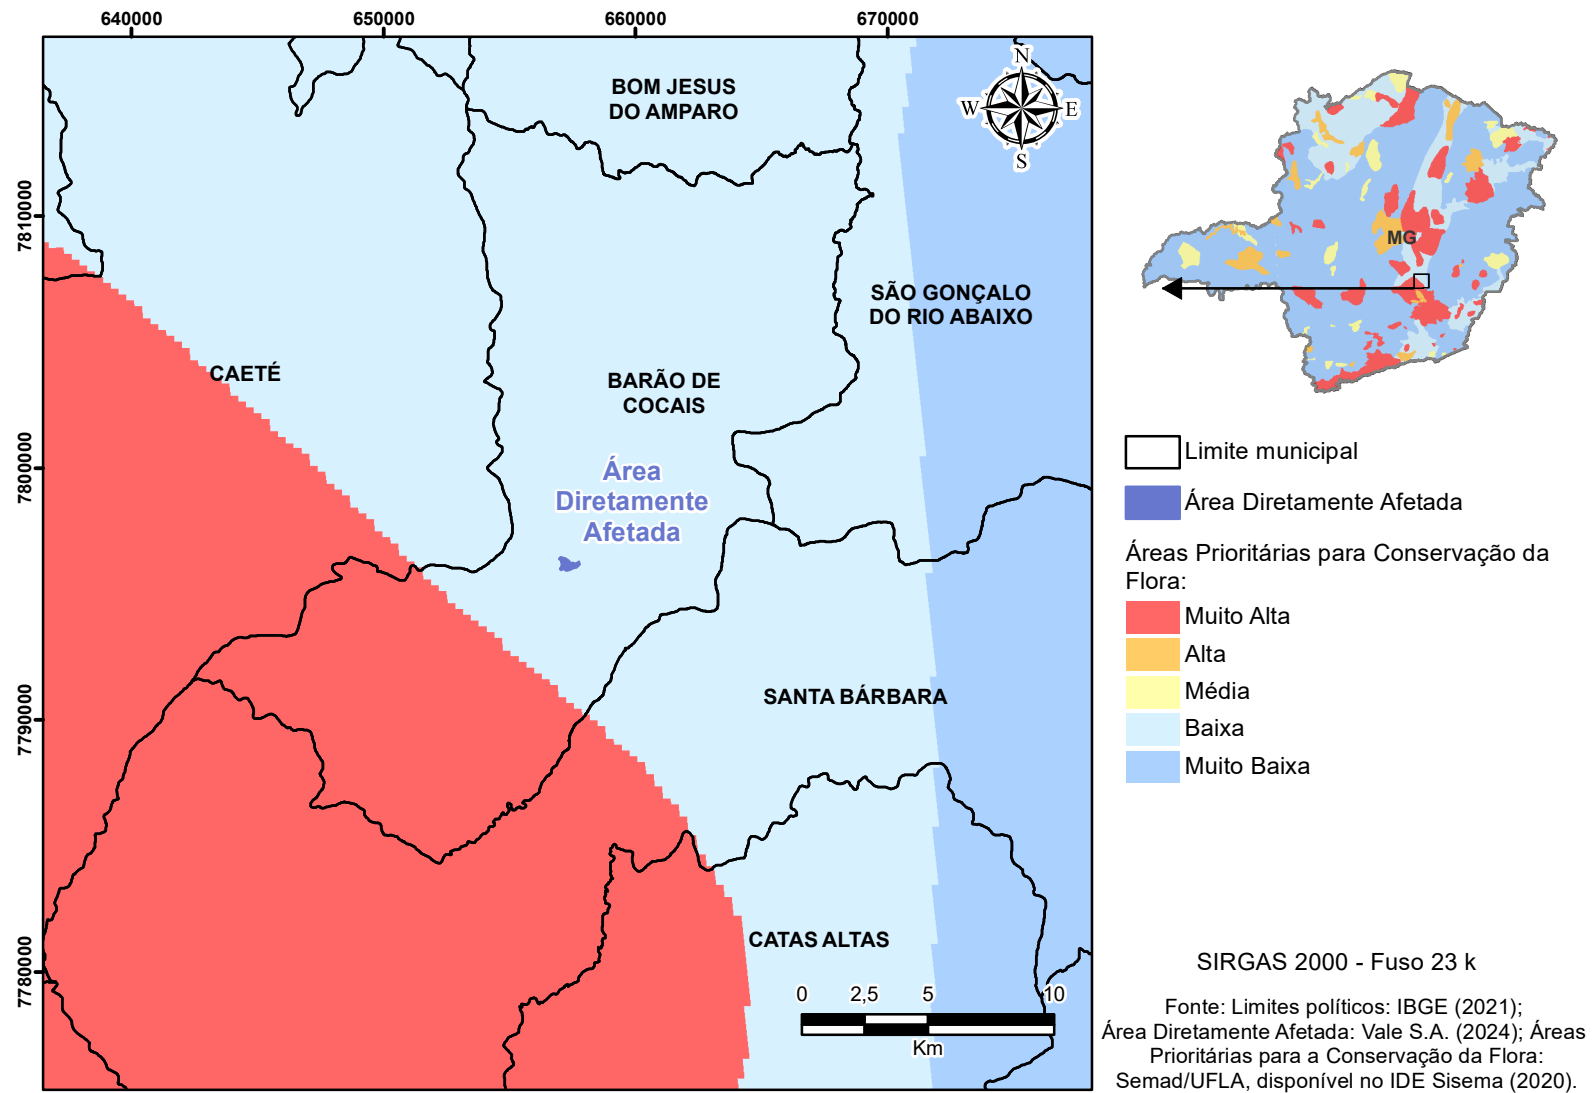 640000
650000
660000
670000
7810000
7800000
7790000
7780000
BOM JESUS
DO AMPARO
N
W
E
S
SÃO GONÇALO
DO RIO ABAIXO
CAETÉ
BARÃO DE
COCAIS
Área
Diretamente
Afetada
SANTA BÁRBARA
CATAS ALTAS
0
2,5
5
10
Km
MG
Limite municipal
Área Diretamente Afetada
Áreas Prioritárias para Conservação da
Flora:
Muito Alta
Alta
Média
Baixa
Muito Baixa
SIRGAS 2000 - Fuso 23 k
Fonte: Limites políticos: IBGE (2021);
Área Diretamente Afetada: Vale S.A. (2024); Áreas
Prioritárias para a Conservação da Flora:
Semad/UFLA, disponível no IDE Sisema (2020).